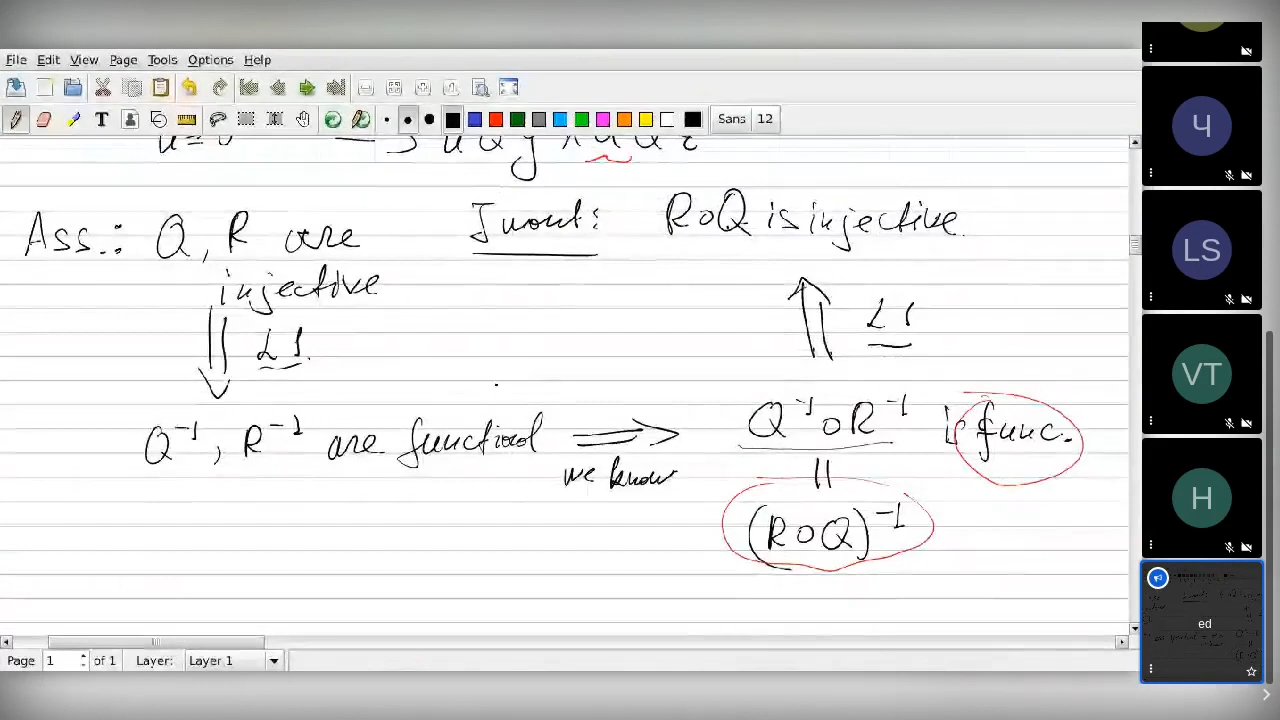 File Edit View Page Tools Options Help
Sans 12
Ass.: Q, R are injective
I want: R∘Q is injective.
L1.
L1
Q⁻¹, R⁻¹ are functional ⟹ Q⁻¹∘R⁻¹ is func.
we know
||
(R∘Q)⁻¹
Page 1 of 1 Layer: Layer 1
Ч
LS
VT
H
ed